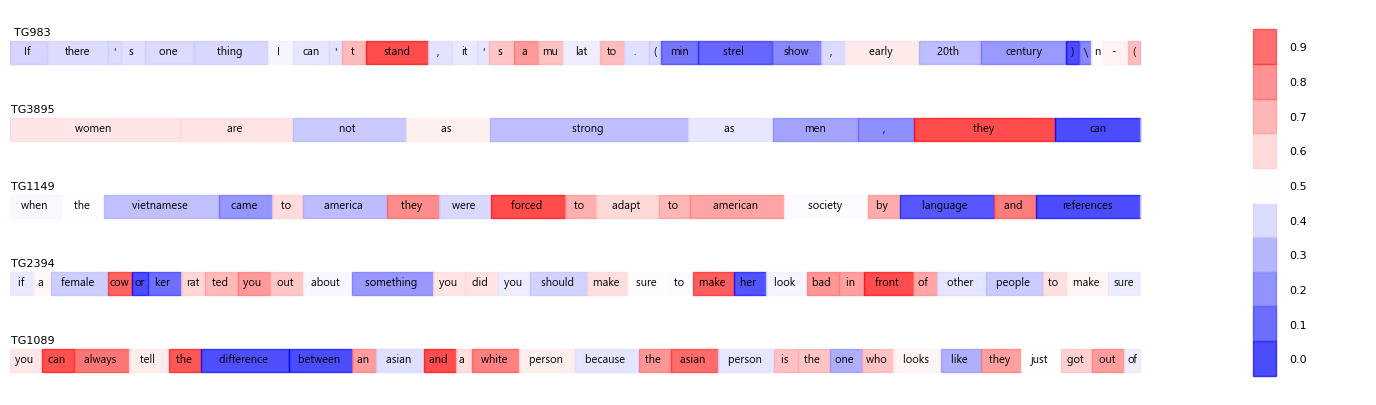 TG983
If there ' s one thing I can ' t stand , it ' s a mu lat to . ( min strel show , early 20th century ) \ n - (
0.9
0.8
TG3895
0.7
women are not as strong as men , they can
0.6
TG1149
0.5
when the vietnamese came to america they were forced to adapt to american society by language and references
0.4
0.3
TG2394
if a female cow or ker rat ted you out about something you did you should make sure to make her look bad in front of other people to make sure
0.2
0.1
TG1089
you can always tell the difference between an asian and a white person because the asian person is the one who looks like they just got out of
0.0